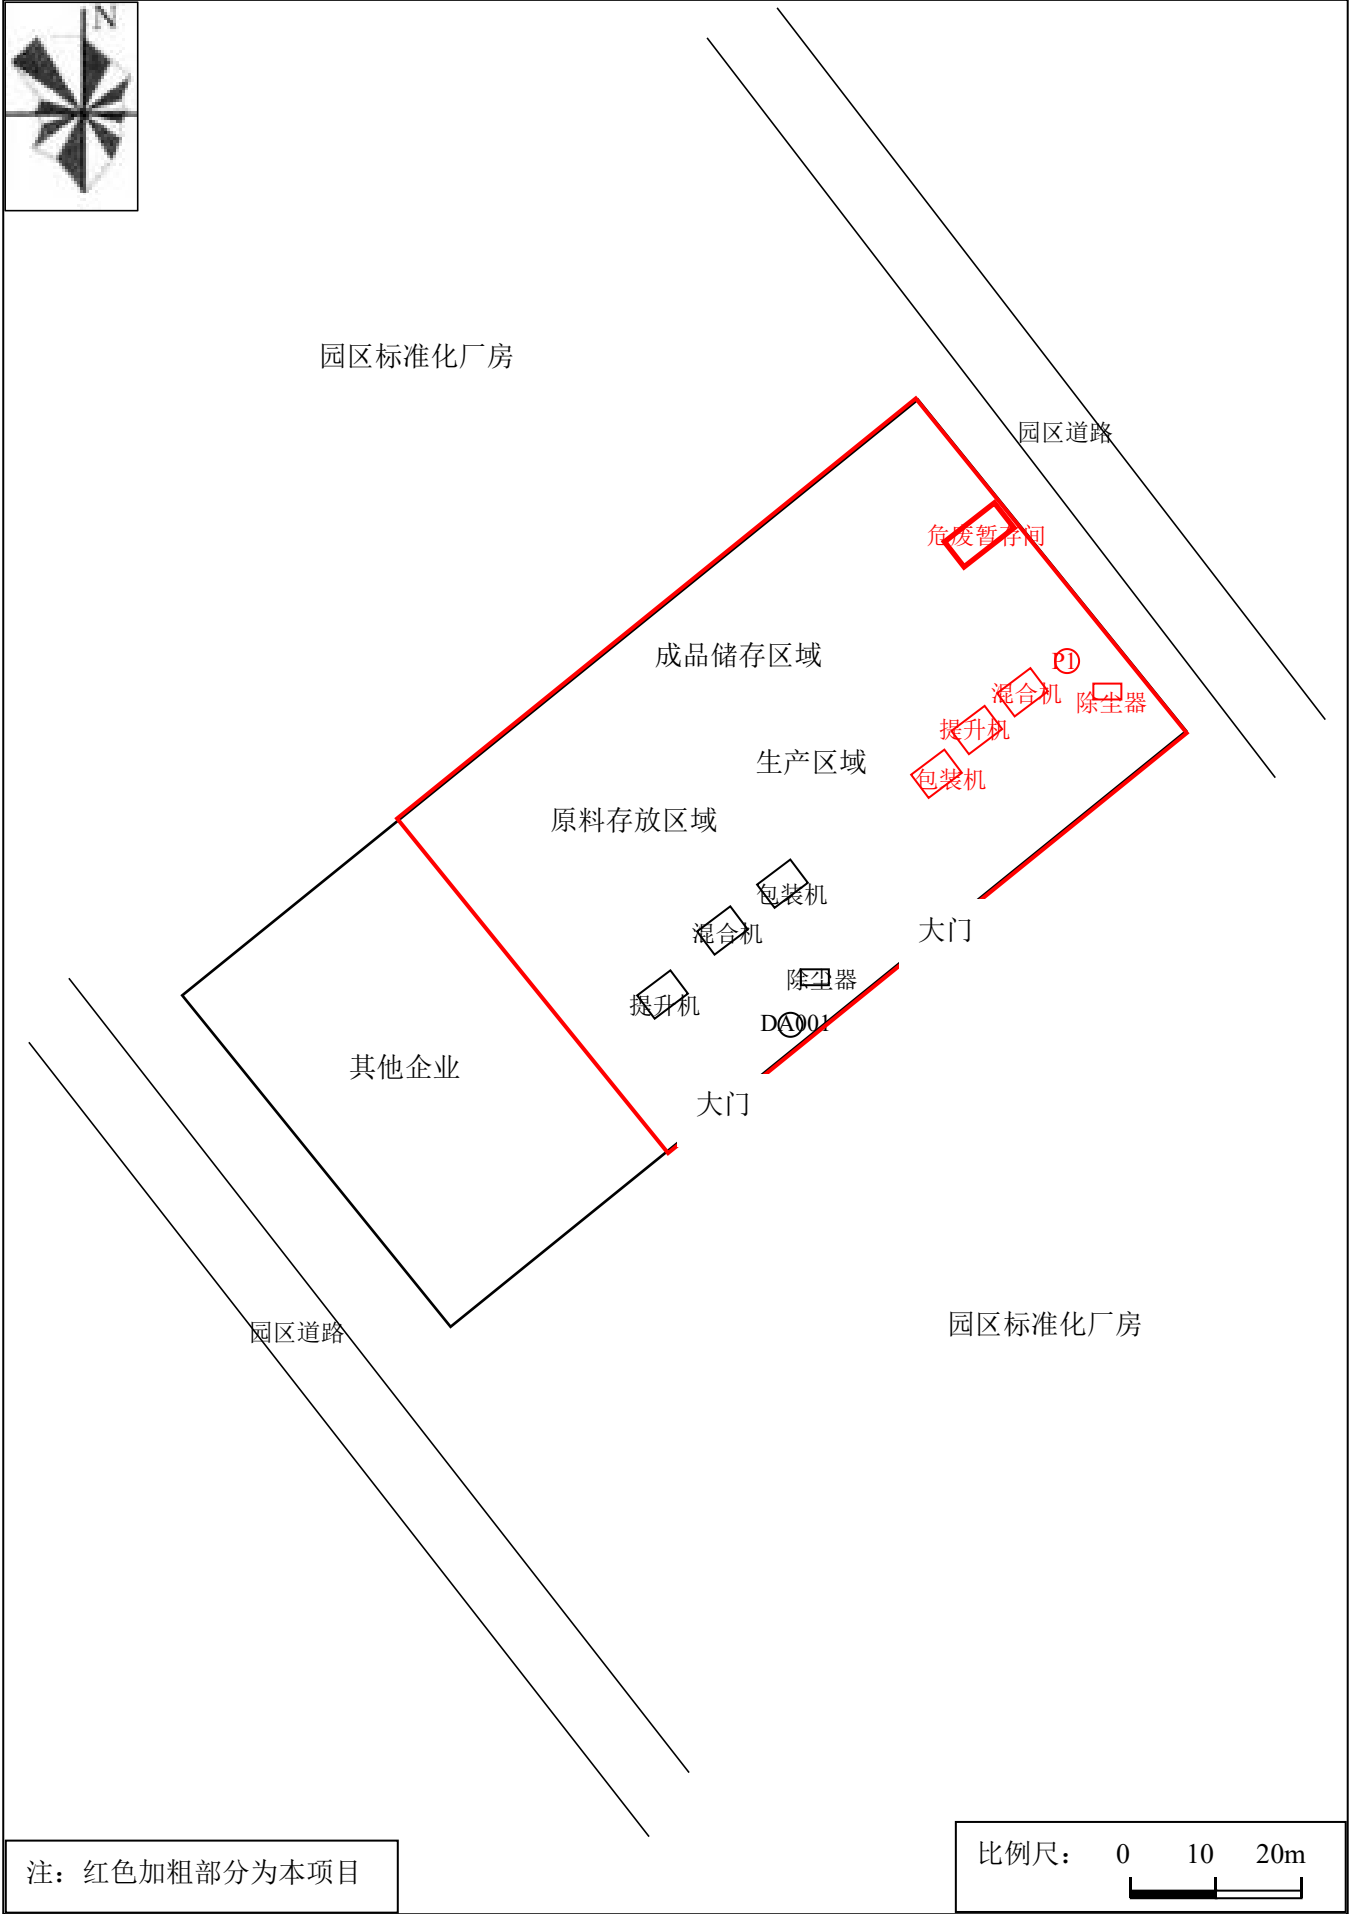 N
园区标准化厂房
园区道路
危废暂存间
成品储存区域
P1
混合机
除尘器
提升机
生产区域
包装机
原料存放区域
包装机
大门
混合机
除尘器
提升机
DA001
其他企业
大门
园区标准化厂房
园区道路
注：红色加粗部分为本项目
比例尺： 0 10 20m